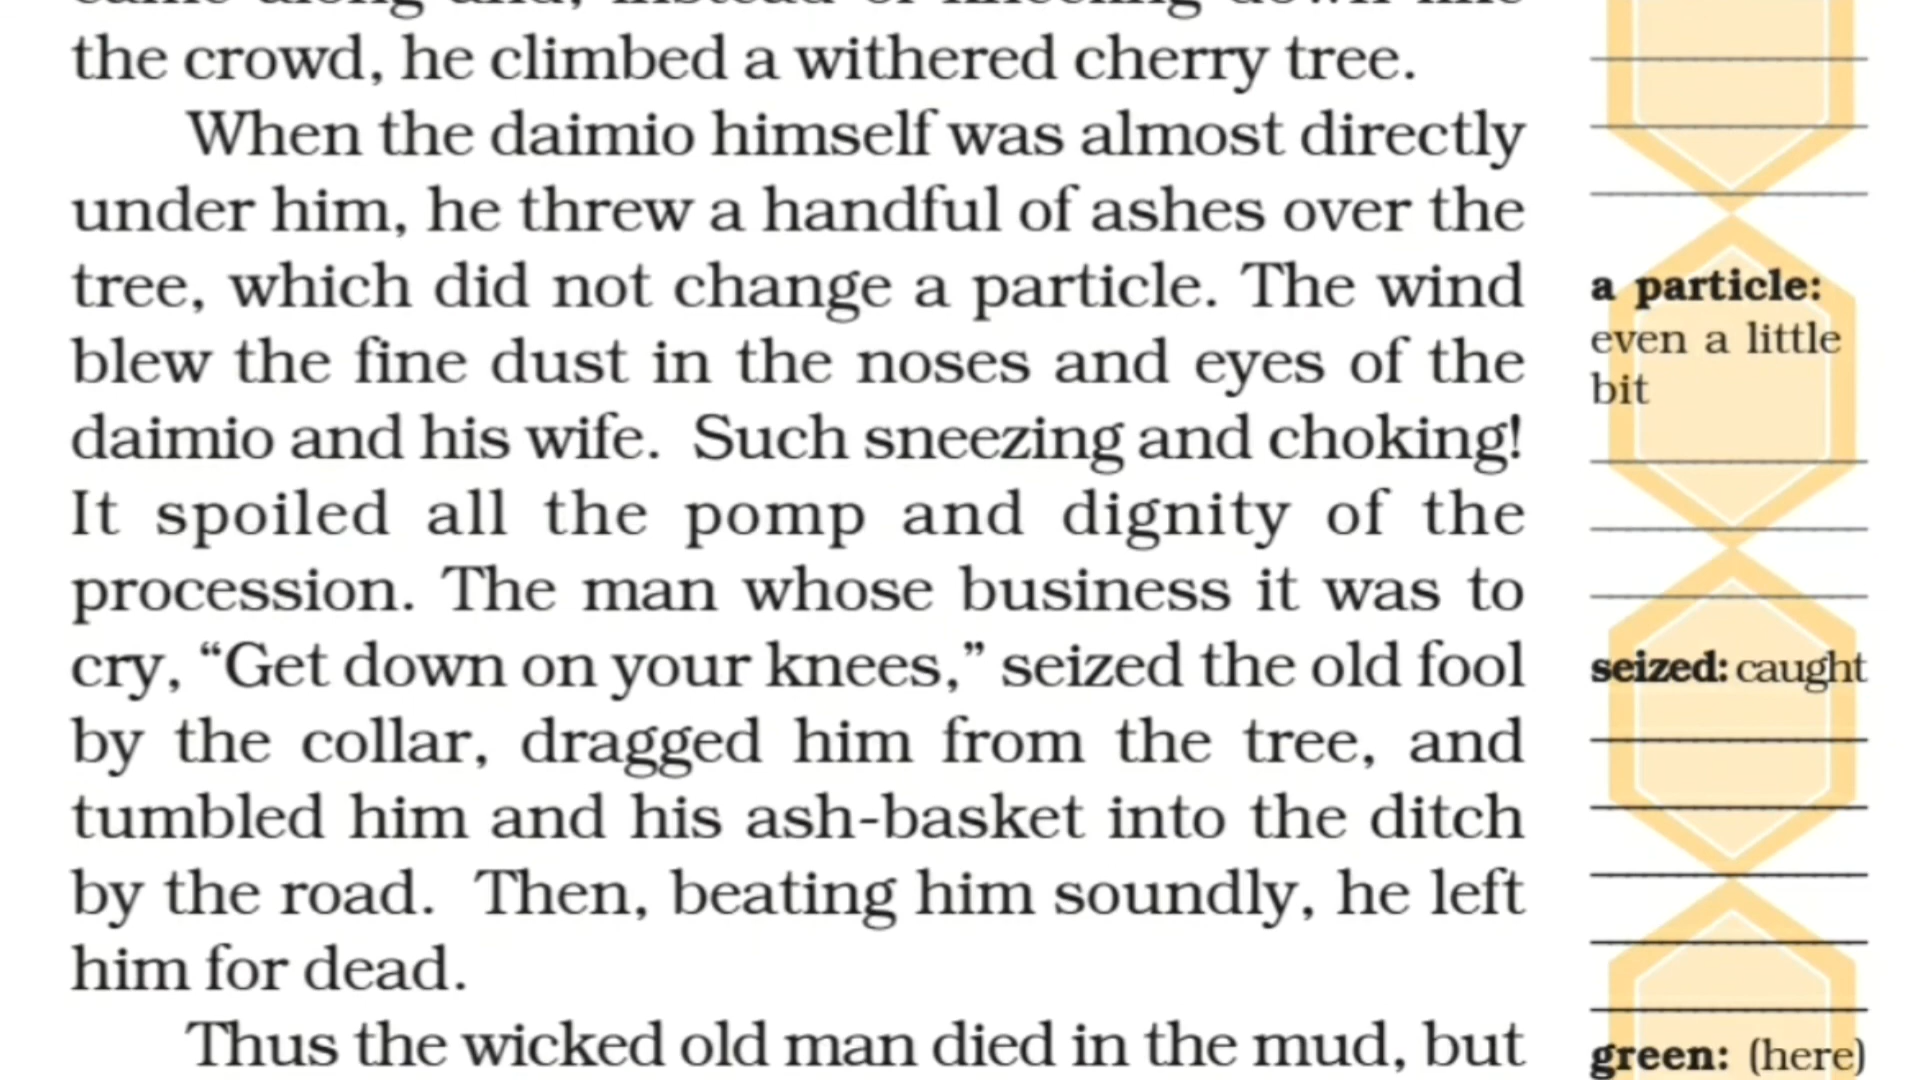 the crowd, he climbed a withered cherry tree.
When the daimio himself was almost directly
under him, he threw a handful of ashes over the
tree, which did not change a particle. The wind
blew the fine dust in the noses and eyes of the
daimio and his wife. Such sneezing and choking!
It spoiled all the pomp and dignity of the
procession. The man whose business it was to
cry, “Get down on your knees,” seized the old fool
by the collar, dragged him from the tree, and
tumbled him and his ash-basket into the ditch
by the road. Then, beating him soundly, he left
him for dead.
Thus the wicked old man died in the mud, but
a particle:
even a little
bit
seized: caught
green: (here)